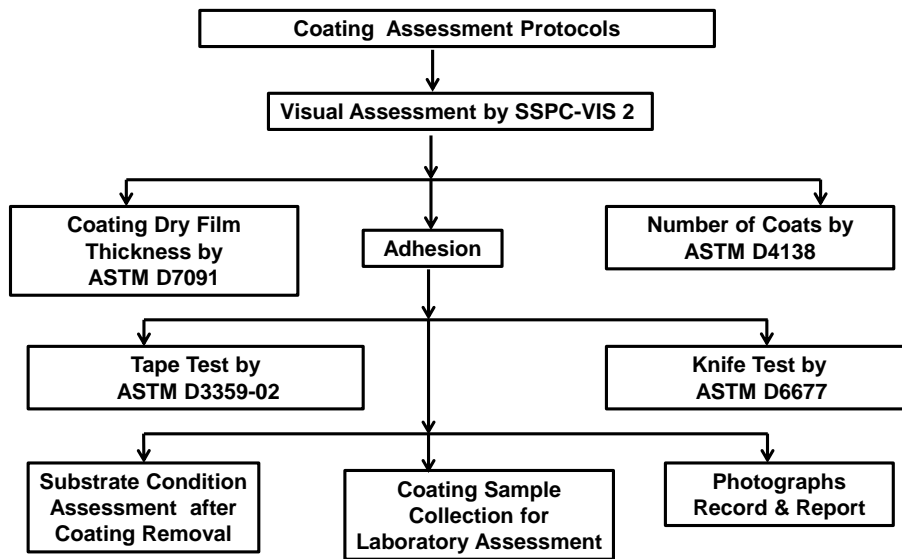 Coating Assessment Protocols
Visual Assessment by SSPC-VIS 2
Coating Dry Film
Thickness by
ASTM D7091
Adhesion
Number of Coats by
ASTM D4138
Tape Test by
ASTM D3359-02
Knife Test by
ASTM D6677
Substrate Condition
Assessment after
Coating Removal
Coating Sample
Collection for
Laboratory Assessment
Photographs
Record & Report